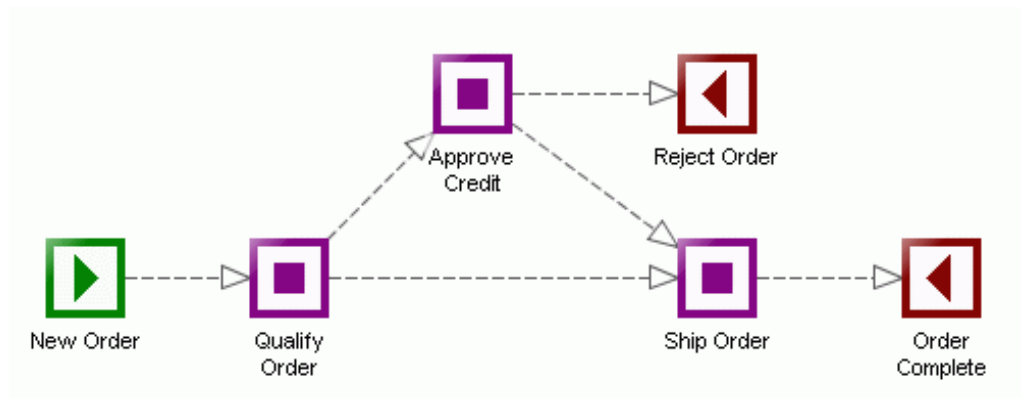 Approve
Credit
Reject Order
New Order
Qualify
Order
Ship Order
Order
Complete